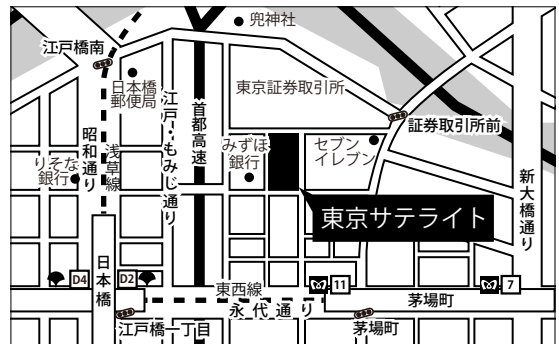 兜神社
江戸橋南
日本橋
郵便局
東京証券取引所
証券取引所前
昭和通り
浅草線
江戸・もみじ通り
首都高速
みずほ
銀行
セブン
イレブン
りそな
銀行
新大橋通り
東京サテライト
日本橋
D4
D2
東西線
永代通り
11
茅場町
7
江戸橋一丁目
茅場町